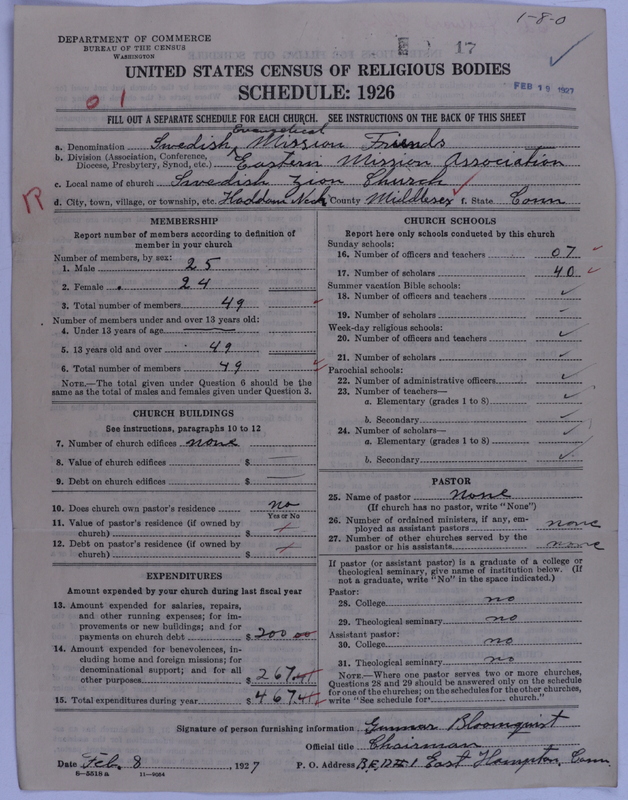 1-8-0
DEPARTMENT OF COMMERCE
BUREAU OF THE CENSUS
WASHINGTON
17
UNITED STATES CENSUS OF RELIGIOUS BODIES
SCHEDULE: 1926
FEB 19 1927
01
FILL OUT A SEPARATE SCHEDULE FOR EACH CHURCH. SEE INSTRUCTIONS ON THE BACK OF THIS SHEET
Evangelical
a. Denomination Swedish Mission Friends
b. Division (Association, Conference, Diocese, Presbytery, Synod, etc.) Eastern Mission Association
c. Local name of church Swedish Zion Church
R
d. City, town, village, or township, etc. Haddam Neck County Middlesex f. State Conn
MEMBERSHIP
Report number of members according to definition of
member in your church
Number of members, by sex:
1. Male 25
2. Female 24
3. Total number of members 49
Number of members under and over 13 years old:
4. Under 13 years of age
5. 13 years old and over 49
6. Total number of members 49
NOTE.—The total given under Question 6 should be the
same as the total of males and females given under Question 3.
CHURCH BUILDINGS
See instructions, paragraphs 10 to 12
7. Number of church edifices none
8. Value of church edifices $
9. Debt on church edifices $
10. Does church own pastor's residence no
Yes or No
11. Value of pastor's residence (if owned by
church) $
12. Debt on pastor's residence (if owned by
church) $
EXPENDITURES
Amount expended by your church during last fiscal year
13. Amount expended for salaries, repairs,
and other running expenses; for im-
provements or new buildings; and for
payments on church debt $ 200 00
14. Amount expended for benevolences, in-
cluding home and foreign missions; for
denominational support; and for all
other purposes $ 267
15. Total expenditures during year $ 467
CHURCH SCHOOLS
Report here only schools conducted by this church
Sunday schools:
16. Number of officers and teachers 07
17. Number of scholars 40
Summer vacation Bible schools:
18. Number of officers and teachers
19. Number of scholars
Week-day religious schools:
20. Number of officers and teachers
21. Number of scholars
Parochial schools:
22. Number of administrative officers
23. Number of teachers—
a. Elementary (grades 1 to 8)
b. Secondary
24. Number of scholars—
a. Elementary (grades 1 to 8)
b. Secondary
PASTOR
25. Name of pastor none
(If church has no pastor, write "None")
26. Number of ordained ministers, if any, em-
ployed as assistant pastors none
27. Number of other churches served by the
pastor or his assistants none
If pastor (or assistant pastor) is a graduate of a college or
theological seminary, give name of institution below. (If
not a graduate, write "No" in the space indicated.)
Pastor:
28. College no
29. Theological seminary no
Assistant pastor:
30. College no
31. Theological seminary no
NOTE.—Where one pastor serves two or more churches,
Questions 28 and 29 should be answered only on the schedule
for one of the churches; on the schedules for the other churches,
write "See schedule for church."
Signature of person furnishing information Gunnar Bloomquist
Official title Chairman
Date Feb. 8, 1927 P. O. Address R.F.D. #1 East Hampton, Conn.
8-5518a 11-9084